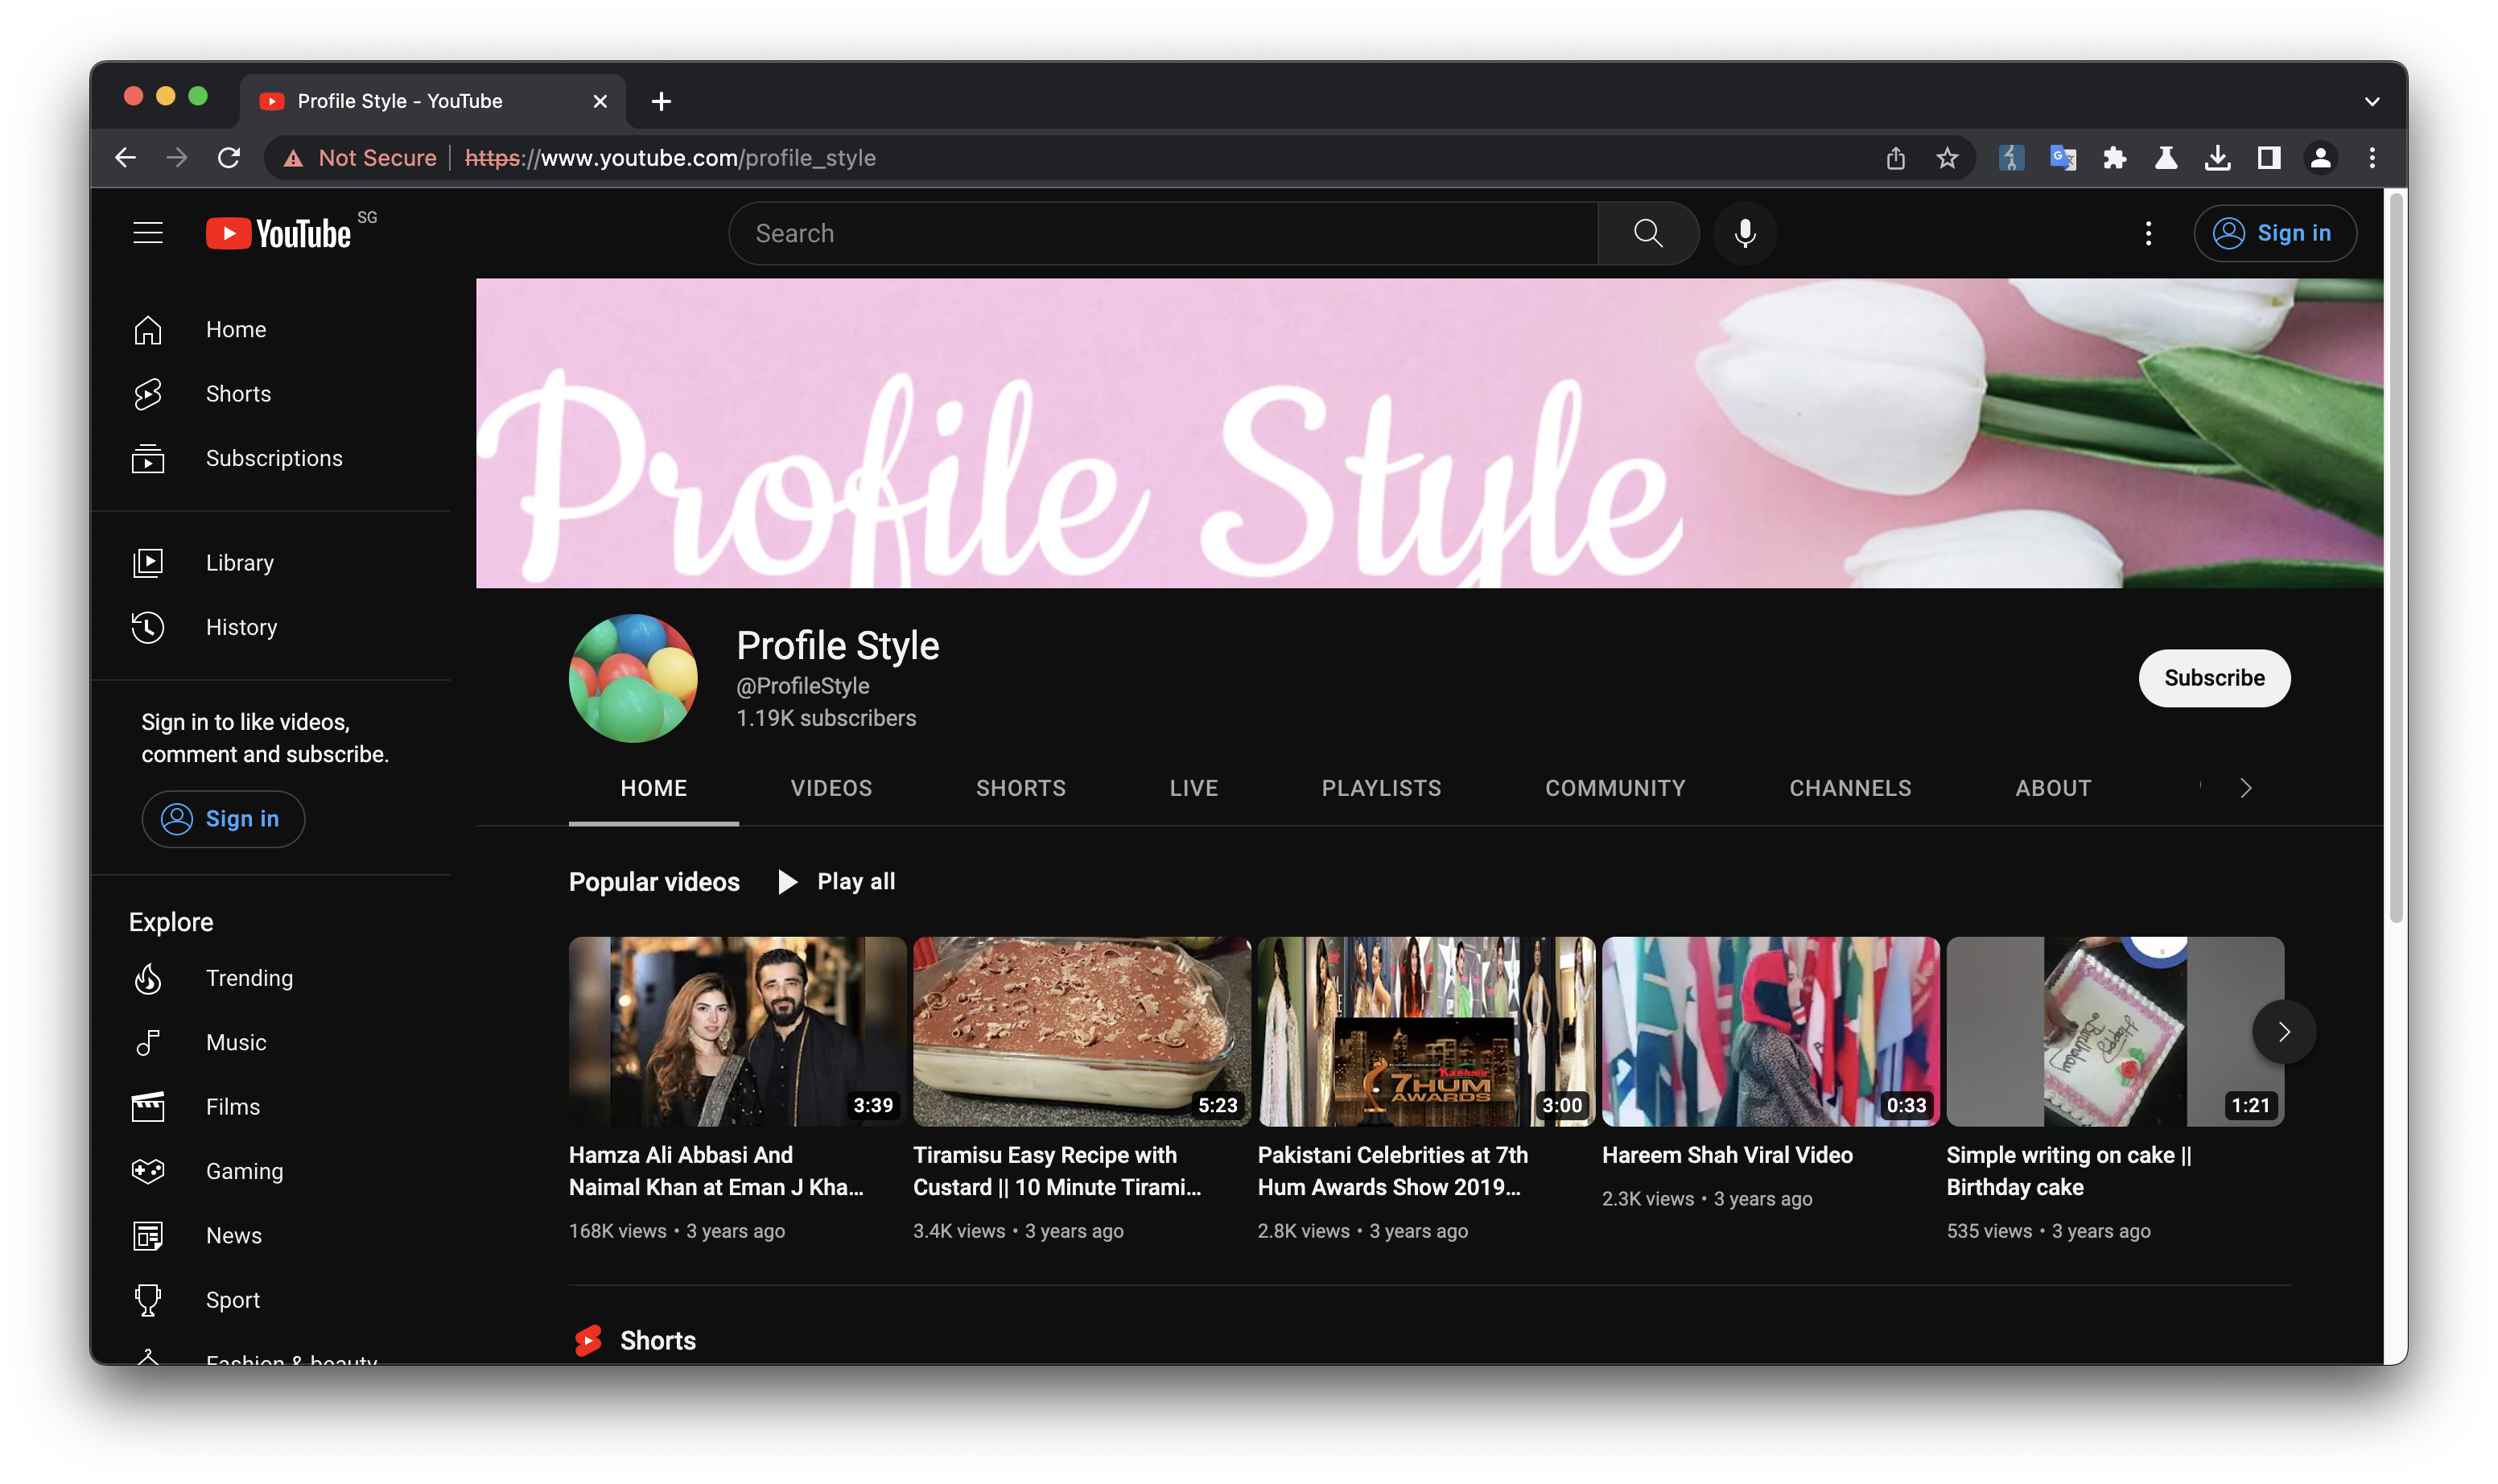 Profile Style - YouTube
Not Secure
https://www.youtube.com/profile_style
YouTube SG
Search
Sign in
Home
Shorts
Subscriptions
Library
History
Sign in to like videos,
comment and subscribe.
Sign in
Explore
Trending
Music
Films
Gaming
News
Sport
Fashion & beauty
Profile Style
Profile Style
@ProfileStyle
1.19K subscribers
Subscribe
HOME
VIDEOS
SHORTS
LIVE
PLAYLISTS
COMMUNITY
CHANNELS
ABOUT
Popular videos
Play all
3:39
Hamza Ali Abbasi And
Naimal Khan at Eman J Kha...
168K views • 3 years ago
5:23
Tiramisu Easy Recipe with
Custard || 10 Minute Tirami...
3.4K views • 3 years ago
Kashmir
7 HUM
AWARDS
3:00
Pakistani Celebrities at 7th
Hum Awards Show 2019...
2.8K views • 3 years ago
0:33
Hareem Shah Viral Video
2.3K views • 3 years ago
Happy
Birthday
1:21
Simple writing on cake ||
Birthday cake
535 views • 3 years ago
Shorts